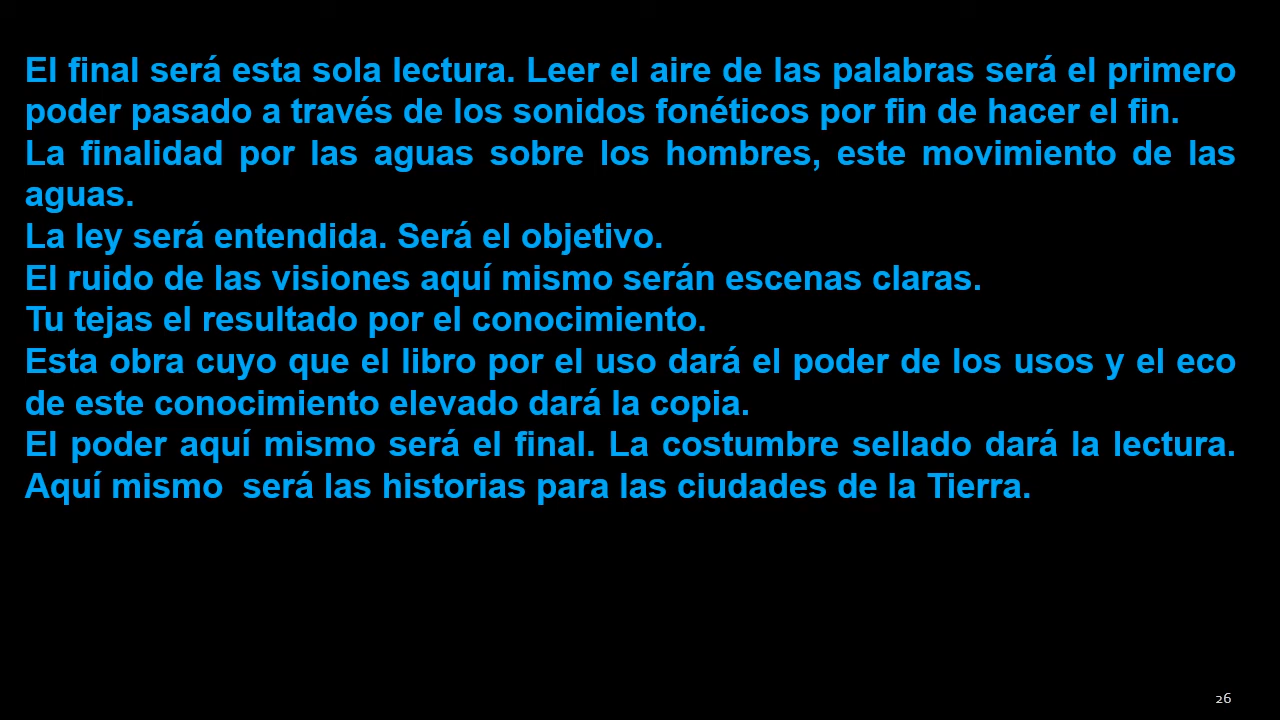 El final será esta sola lectura. Leer el aire de las palabras será el primero
poder pasado a través de los sonidos fonéticos por fin de hacer el fin.
La finalidad por las aguas sobre los hombres, este movimiento de las
aguas.
La ley será entendida. Será el objetivo.
El ruido de las visiones aquí mismo serán escenas claras.
Tu tejas el resultado por el conocimiento.
Esta obra cuyo que el libro por el uso dará el poder de los usos y el eco
de este conocimiento elevado dará la copia.
El poder aquí mismo será el final. La costumbre sellado dará la lectura.
Aquí mismo  será las historias para las ciudades de la Tierra.
26